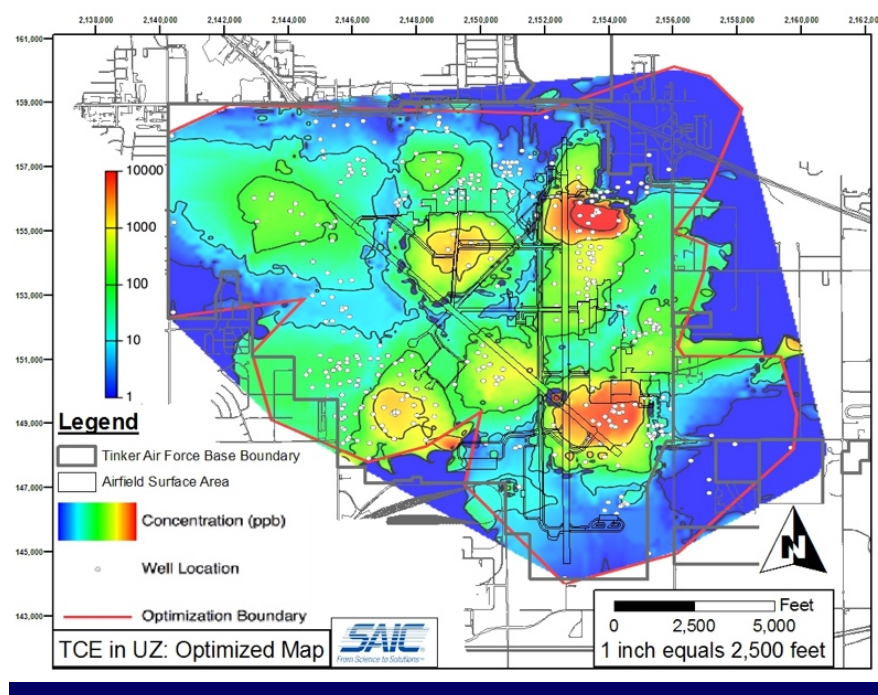 2,138,000 2,140,000 2,142,000 2,144,000 2,146,000 2,148,000 2,150,000 2,152,000 2,154,000 2,156,000 2,158,000 2,160,000 2,162,000
161,000
159,000
157,000
155,000
153,000
151,000
149,000
147,000
145,000
143,000
10000
1000
100
10
1
Legend
Tinker Air Force Base Boundary
Airfield Surface Area
Concentration (ppb)
Well Location
Optimization Boundary
TCE in UZ: Optimized Map
SAIC
From Science to Solutions™
N
Feet
0 2,500 5,000
1 inch equals 2,500 feet